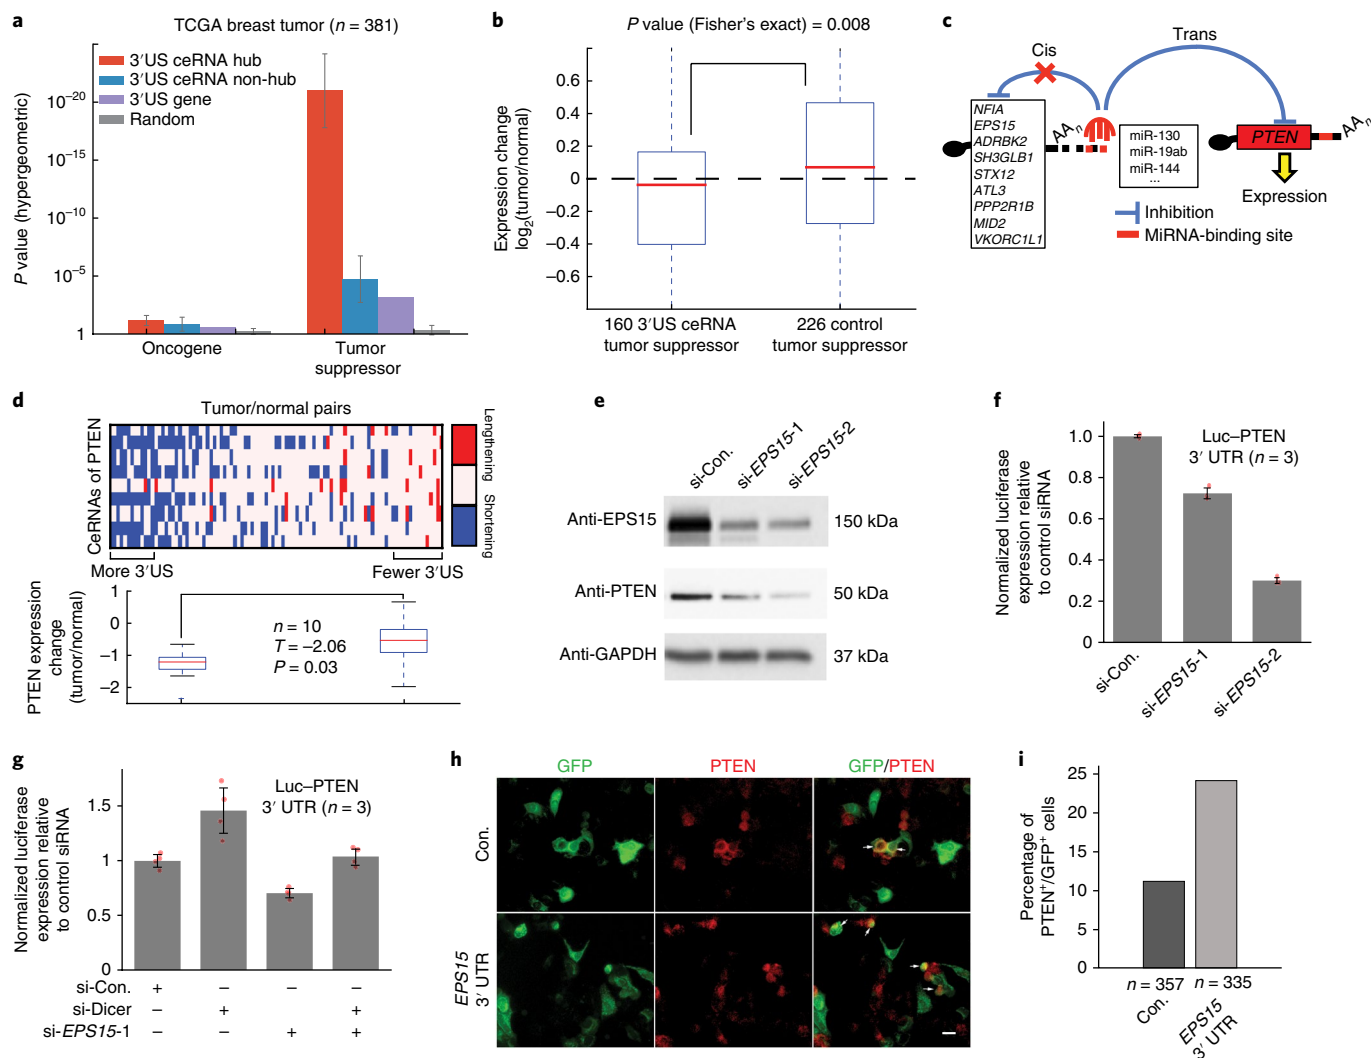 a
TCGA breast tumor (n = 381)
3′US ceRNA hub
3′US ceRNA non-hub
3′US gene
Random
P value (hypergeometric)
10–20
10–15
10–10
10–5
1
Oncogene
Tumor
suppressor
b
P value (Fisher's exact) = 0.008
Expression change
log2(tumor/normal)
0.6
0.4
0.2
0
–0.2
–0.4
–0.6
160 3′US ceRNA
tumor suppressor
226 control
tumor suppressor
c
Cis
Trans
NFIA
EPS15
ADRBK2
SH3GLB1
STX12
ATL3
PPP2R1B
MID2
VKORC1L1
AAn
miR-130
miR-19ab
miR-144
...
PTEN
AAn
Expression
Inhibition
MiRNA-binding site
d
Tumor/normal pairs
CeRNAs of PTEN
Lengthening
Shortening
More 3′US
Fewer 3′US
PTEN expression
change
(tumor/normal)
1
0
–1
–2
n = 10
T = –2.06
P = 0.03
e
si-Con.
si-EPS15-1
si-EPS15-2
Anti-EPS15
150 kDa
Anti-PTEN
50 kDa
Anti-GAPDH
37 kDa
f
Luc–PTEN
3′ UTR (n = 3)
Normalized luciferase
expression relative
to control siRNA
1.0
0.8
0.6
0.4
0.2
0
si-Con.
si-EPS15-1
si-EPS15-2
g
Luc–PTEN
3′ UTR (n = 3)
Normalized luciferase
expression relative
to control siRNA
1.5
1
0.5
0
si-Con. + – – –
si-Dicer – + – +
si-EPS15-1 – – + +
h
GFP
PTEN
GFP/PTEN
Con.
EPS15
3′ UTR
i
Percentage of
PTEN+/GFP+ cells
25
20
15
10
5
0
n = 357
n = 335
Con.
EPS15
3′ UTR